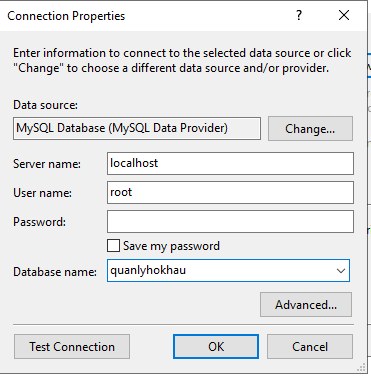 Connection Properties
?
Enter information to connect to the selected data source or click
"Change" to choose a different data source and/or provider.
Data source:
MySQL Database (MySQL Data Provider)
Change...
Server name:
localhost
User name:
root
Password:
Save my password
Database name:
quanlyhokhau
Advanced...
Test Connection
OK
Cancel